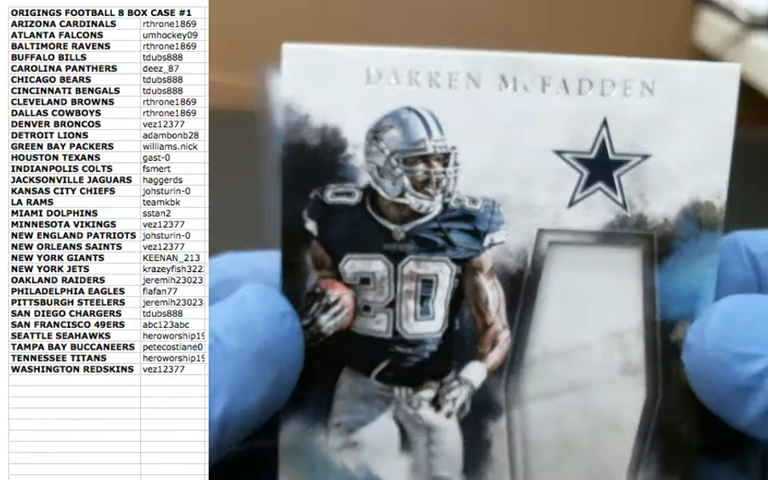 ORIGINGS FOOTBALL 8 BOX CASE #1
ARIZONA CARDINALS rthrone1869
ATLANTA FALCONS umhockey09
BALTIMORE RAVENS rthrone1869
BUFFALO BILLS tdubs888
CAROLINA PANTHERS deez_87
CHICAGO BEARS tdubs888
CINCINNATI BENGALS tdubs888
CLEVELAND BROWNS rthrone1869
DALLAS COWBOYS rthrone1869
DENVER BRONCOS vez12377
DETROIT LIONS adambonb28
GREEN BAY PACKERS williams.nick
HOUSTON TEXANS gast-0
INDIANPOLIS COLTS fsmert
JACKSONVILLE JAGUARS haggerds
KANSAS CITY CHIEFS johsturin-0
LA RAMS teamkbk
MIAMI DOLPHINS sstan2
MINNESOTA VIKINGS vez12377
NEW ENGLAND PATRIOTS johsturin-0
NEW ORLEANS SAINTS vez12377
NEW YORK GIANTS KEENAN_213
NEW YORK JETS krazeyfish322
OAKLAND RAIDERS jeremih23023
PHILADELPHIA EAGLES flafan77
PITTSBURGH STEELERS jeremih23023
SAN DIEGO CHARGERS tdubs888
SAN FRANCISCO 49ERS abc123abc
SEATTLE SEAHAWKS heroworship19
TAMPA BAY BUCCANEERS petecostiane0
TENNESSEE TITANS heroworship19
WASHINGTON REDSKINS vez12377
DARREN McFADDEN
20
20
20